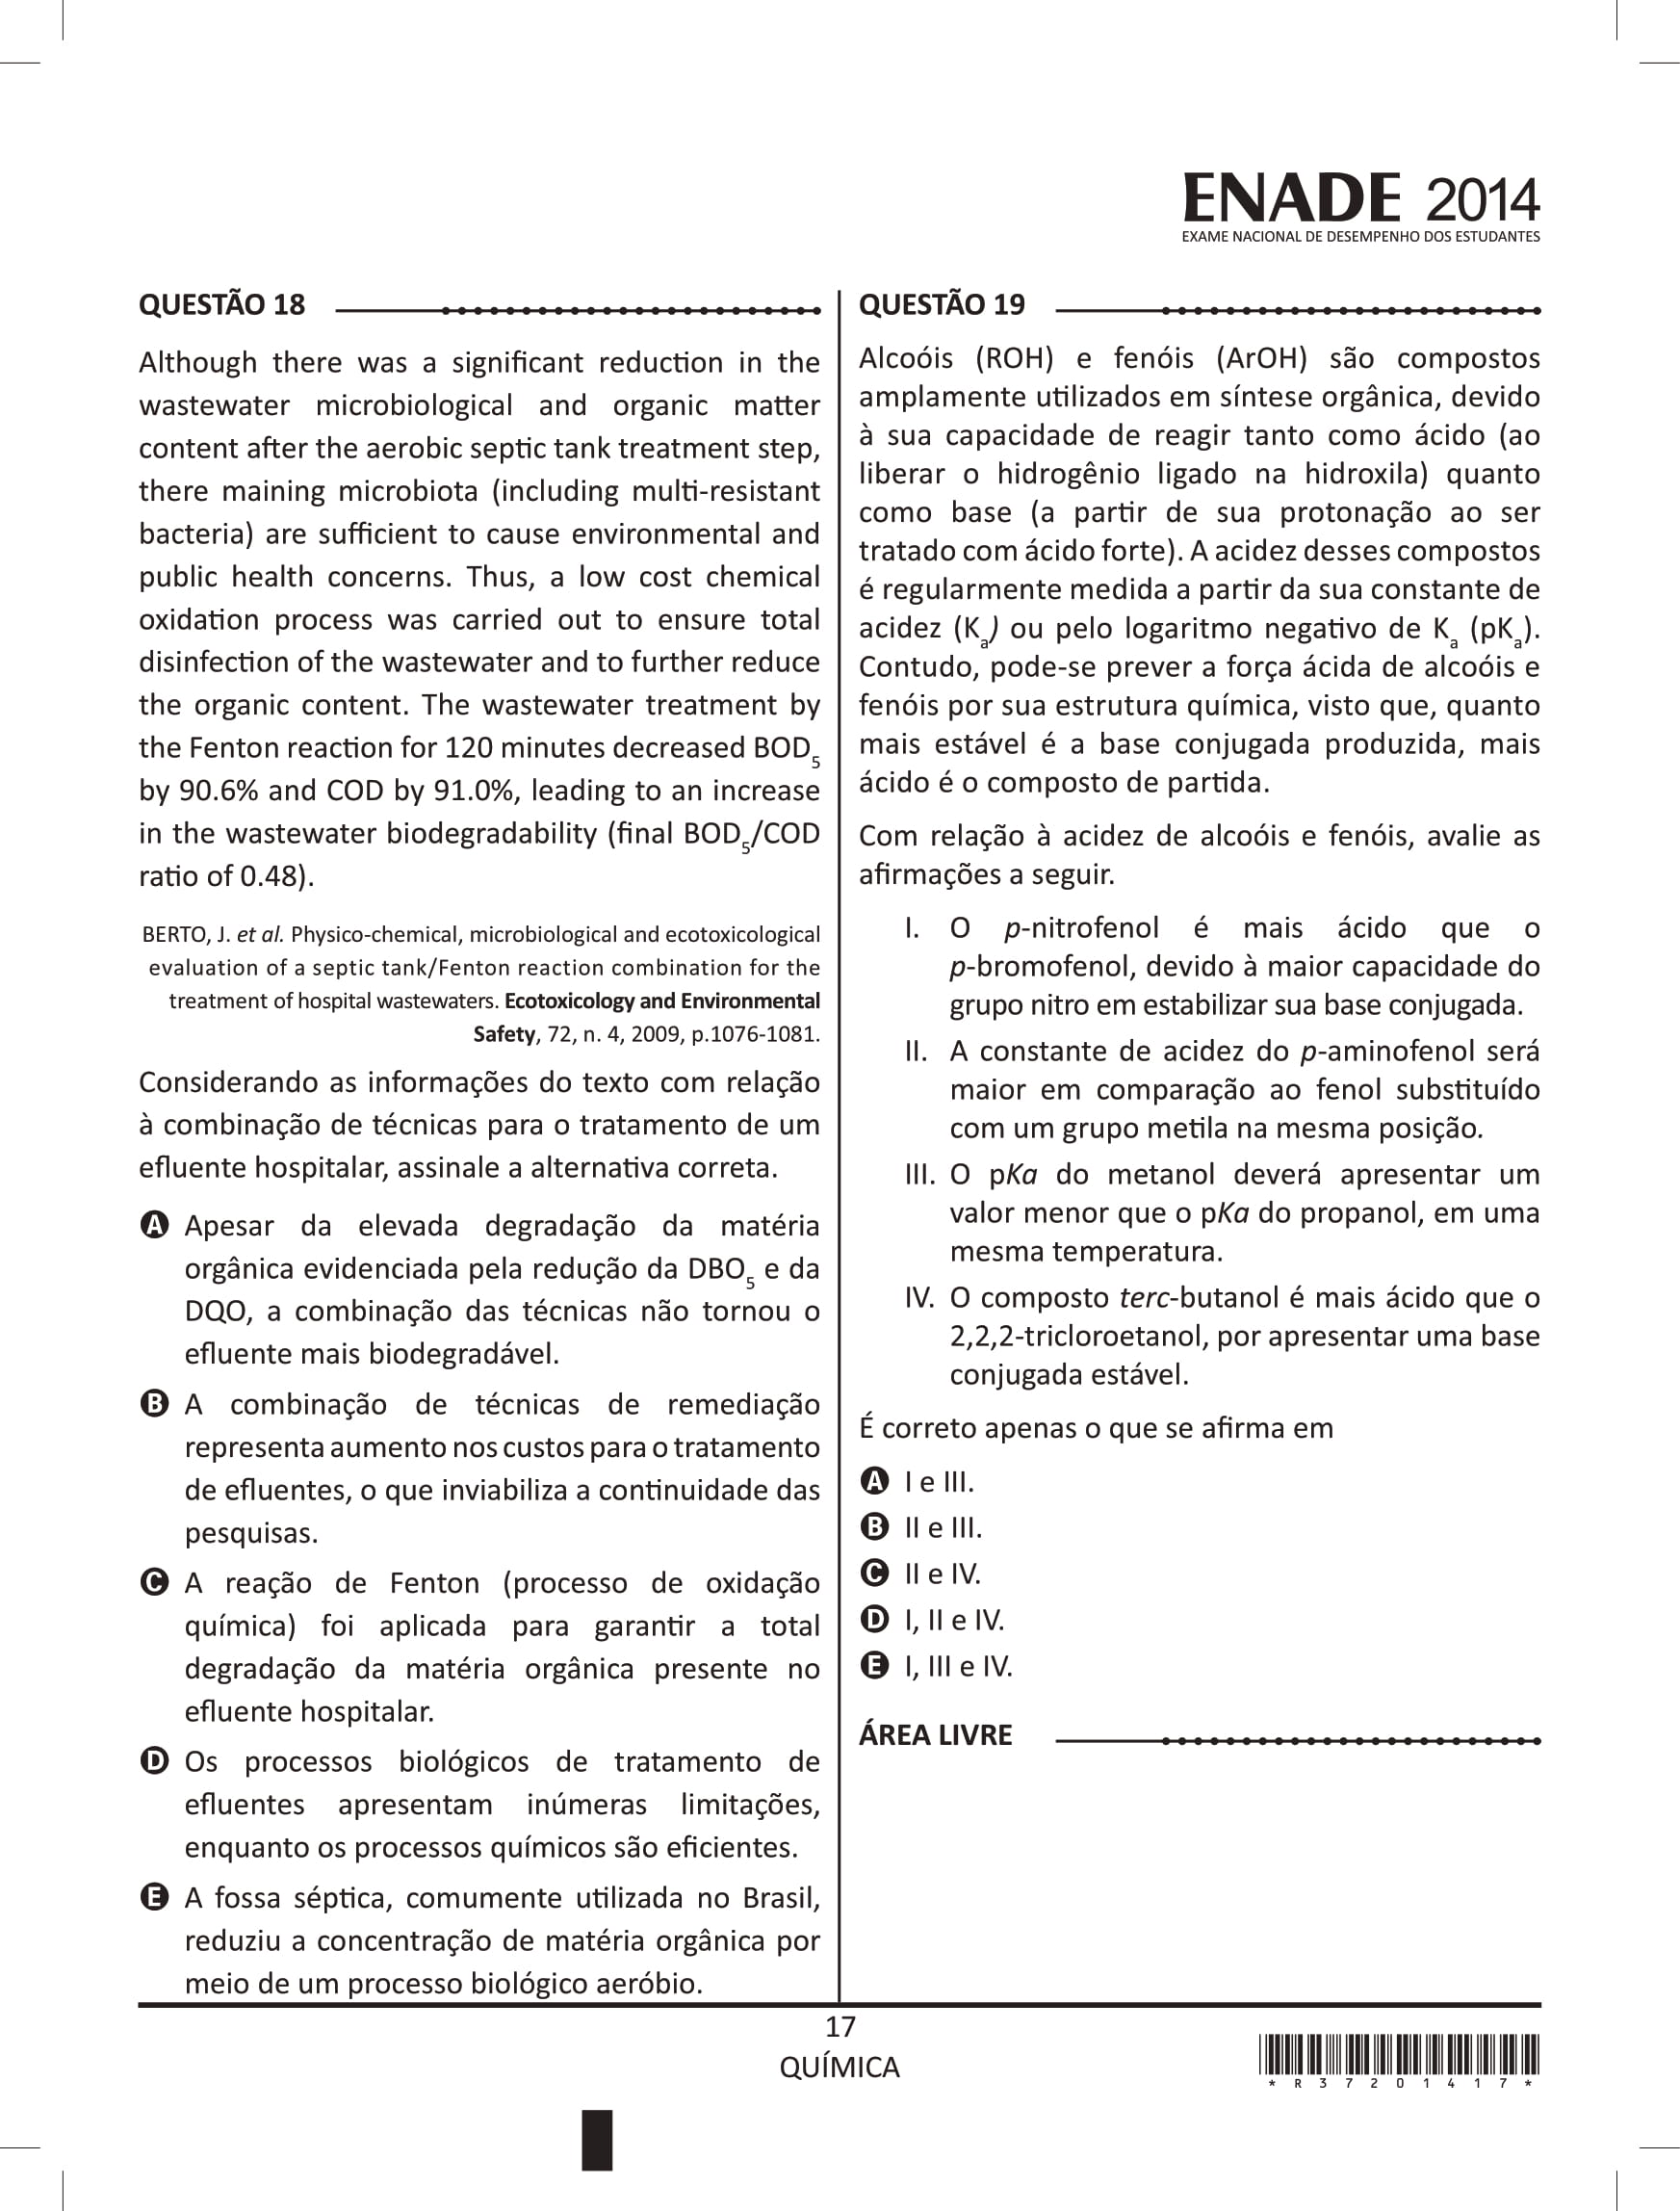 ENADE 2014
EXAME NACIONAL DE DESEMPENHO DOS ESTUDANTES
QUESTÃO 18
Although there was a significant reduction in the
wastewater microbiological and organic matter
content after the aerobic septic tank treatment step,
there maining microbiota (including multi-resistant
bacteria) are sufficient to cause environmental and
public health concerns. Thus, a low cost chemical
oxidation process was carried out to ensure total
disinfection of the wastewater and to further reduce
the organic content. The wastewater treatment by
the Fenton reaction for 120 minutes decreased BOD5
by 90.6% and COD by 91.0%, leading to an increase
in the wastewater biodegradability (final BOD5/COD
ratio of 0.48).
BERTO, J. et al. Physico-chemical, microbiological and ecotoxicological
evaluation of a septic tank/Fenton reaction combination for the
treatment of hospital wastewaters. Ecotoxicology and Environmental
Safety, 72, n. 4, 2009, p.1076-1081.
Considerando as informações do texto com relação
à combinação de técnicas para o tratamento de um
efluente hospitalar, assinale a alternativa correta.
A Apesar da elevada degradação da matéria
orgânica evidenciada pela redução da DBO5 e da
DQO, a combinação das técnicas não tornou o
efluente mais biodegradável.
B A combinação de técnicas de remediação
representa aumento nos custos para o tratamento
de efluentes, o que inviabiliza a continuidade das
pesquisas.
C A reação de Fenton (processo de oxidação
química) foi aplicada para garantir a total
degradação da matéria orgânica presente no
efluente hospitalar.
D Os processos biológicos de tratamento de
efluentes apresentam inúmeras limitações,
enquanto os processos químicos são eficientes.
E A fossa séptica, comumente utilizada no Brasil,
reduziu a concentração de matéria orgânica por
meio de um processo biológico aeróbio.
QUESTÃO 19
Alcoóis (ROH) e fenóis (ArOH) são compostos
amplamente utilizados em síntese orgânica, devido
à sua capacidade de reagir tanto como ácido (ao
liberar o hidrogênio ligado na hidroxila) quanto
como base (a partir de sua protonação ao ser
tratado com ácido forte). A acidez desses compostos
é regularmente medida a partir da sua constante de
acidez (Ka) ou pelo logaritmo negativo de Ka (pKa).
Contudo, pode-se prever a força ácida de alcoóis e
fenóis por sua estrutura química, visto que, quanto
mais estável é a base conjugada produzida, mais
ácido é o composto de partida.
Com relação à acidez de alcoóis e fenóis, avalie as
afirmações a seguir.
I. O p-nitrofenol é mais ácido que o
p-bromofenol, devido à maior capacidade do
grupo nitro em estabilizar sua base conjugada.
II. A constante de acidez do p-aminofenol será
maior em comparação ao fenol substituído
com um grupo metila na mesma posição.
III. O pKa do metanol deverá apresentar um
valor menor que o pKa do propanol, em uma
mesma temperatura.
IV. O composto terc-butanol é mais ácido que o
2,2,2-tricloroetanol, por apresentar uma base
conjugada estável.
É correto apenas o que se afirma em
A I e III.
B II e III.
C II e IV.
D I, II e IV.
E I, III e IV.
ÁREA LIVRE
17
QUÍMICA
* R 3 7 2 0 1 4 1 7 *